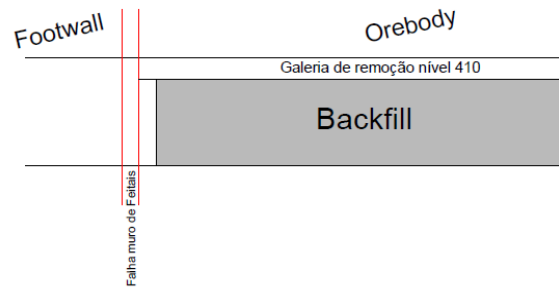 Footwall
Orebody
Galeria de remoção nível 410
Backfill
Falha muro de Feitais